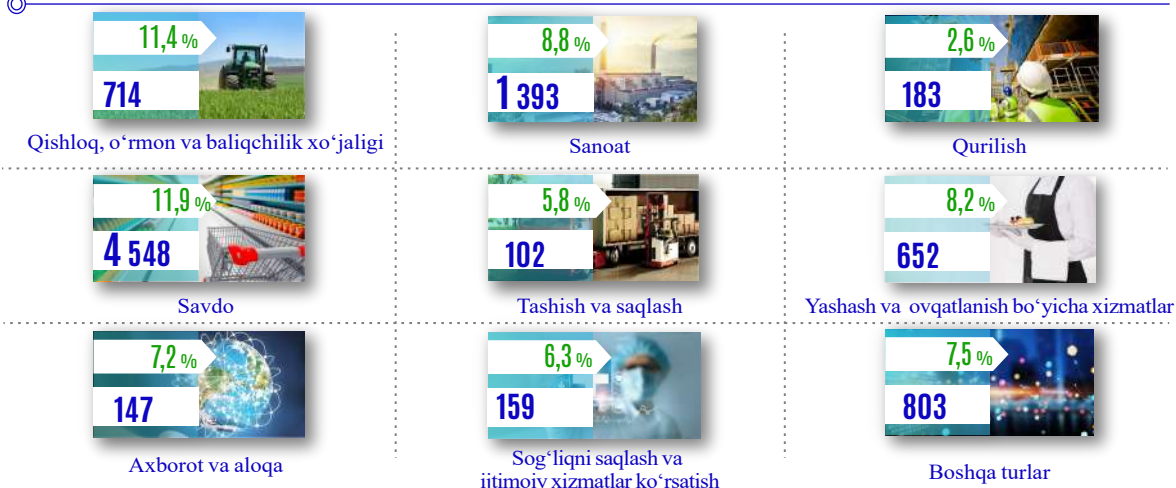 11,4 %
714
Qishloq, o‘rmon va baliqchilik xo‘jaligi
8,8 %
1 393
Sanoat
2,6 %
183
Qurilish
11,9 %
4 548
Savdo
5,8 %
102
Tashish va saqlash
8,2 %
652
Yashash va ovqatlanish bo‘yicha xizmatlar
7,2 %
147
Axborot va aloqa
6,3 %
159
Sog‘liqni saqlash va
ijtimoiy xizmatlar ko‘rsatish
7,5 %
803
Boshqa turlar